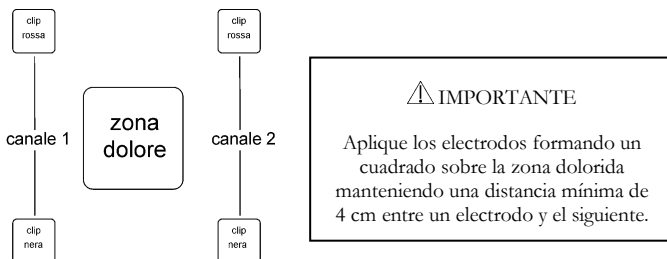 clip
rossa
clip
rossa
canale 1
zona
dolore
canale 2
clip
nera
clip
nera
⚠ IMPORTANTE
Aplique los electrodos formando un
cuadrado sobre la zona dolorida
manteniendo una distancia mínima de
4 cm entre un electrodo y el siguiente.